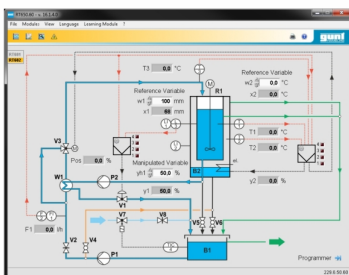 File Modules View Language Learning Module ?
gunt
T3 0,0 °C
Reference Variable
w2 0,0 °C
x2 0,0 °C
R1
Reference Variable
w1 100 mm
x1 60 mm
T1 0,0 °C
T2 0,0 °C
V3
Pos 0,0 %
P2
Manipulated Variable
yh1 50,0 %
y1 50,0 %
B2
el.
y2 0,0 %
W1
V1
V7
V8
V5
V6
F1 0,0 l/h
V2
V4
P1
B1
Programmer